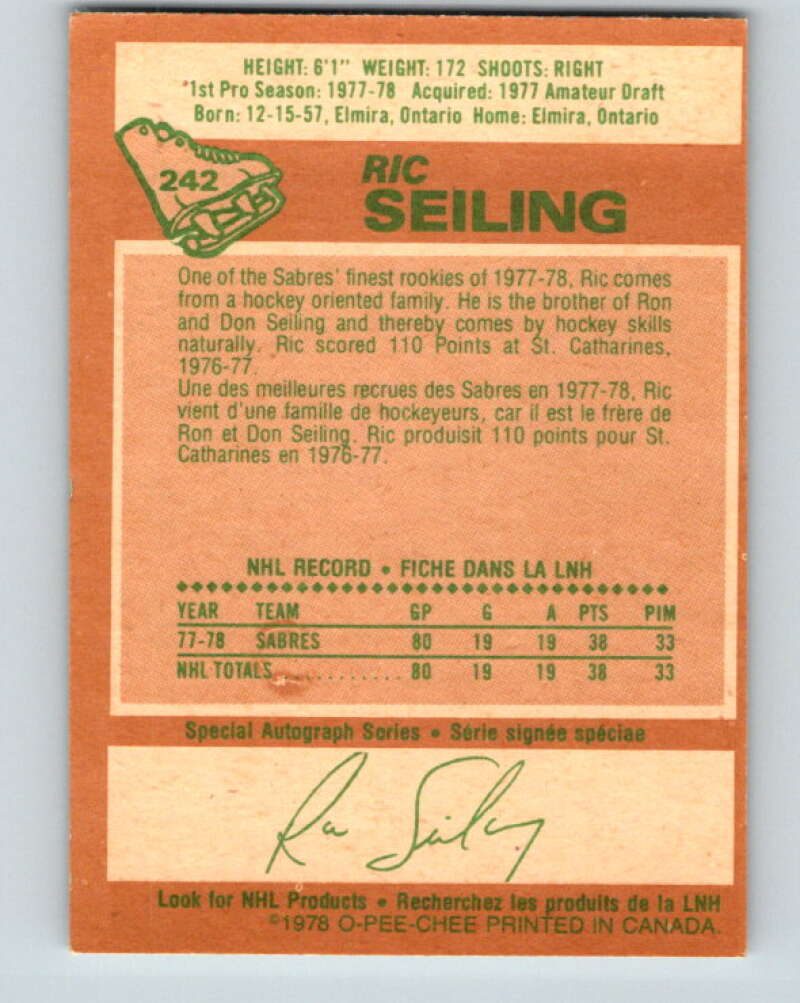 HEIGHT: 6'1" WEIGHT: 172 SHOOTS: RIGHT
1st Pro Season: 1977-78 Acquired: 1977 Amateur Draft
Born: 12-15-57, Elmira, Ontario Home: Elmira, Ontario
242
RIC
SEILING
One of the Sabres' finest rookies of 1977-78, Ric comes
from a hockey oriented family. He is the brother of Ron
and Don Seiling and thereby comes by hockey skills
naturally. Ric scored 110 Points at St. Catharines,
1976-77.
Une des meilleures recrues des Sabres en 1977-78, Ric
vient d'une famille de hockeyeurs, car il est le frère de
Ron et Don Seiling. Ric produisit 110 points pour St.
Catharines en 1976-77.
NHL RECORD • FICHE DANS LA LNH
YEAR TEAM GP G A PTS PIM
77-78 SABRES 80 19 19 38 33
NHL TOTALS............ 80 19 19 38 33
Special Autograph Series • Série signée spéciae
Ric Seiling
Look for NHL Products • Recherchez les produits de la LNH
©1978 O-PEE-CHEE PRINTED IN CANADA.